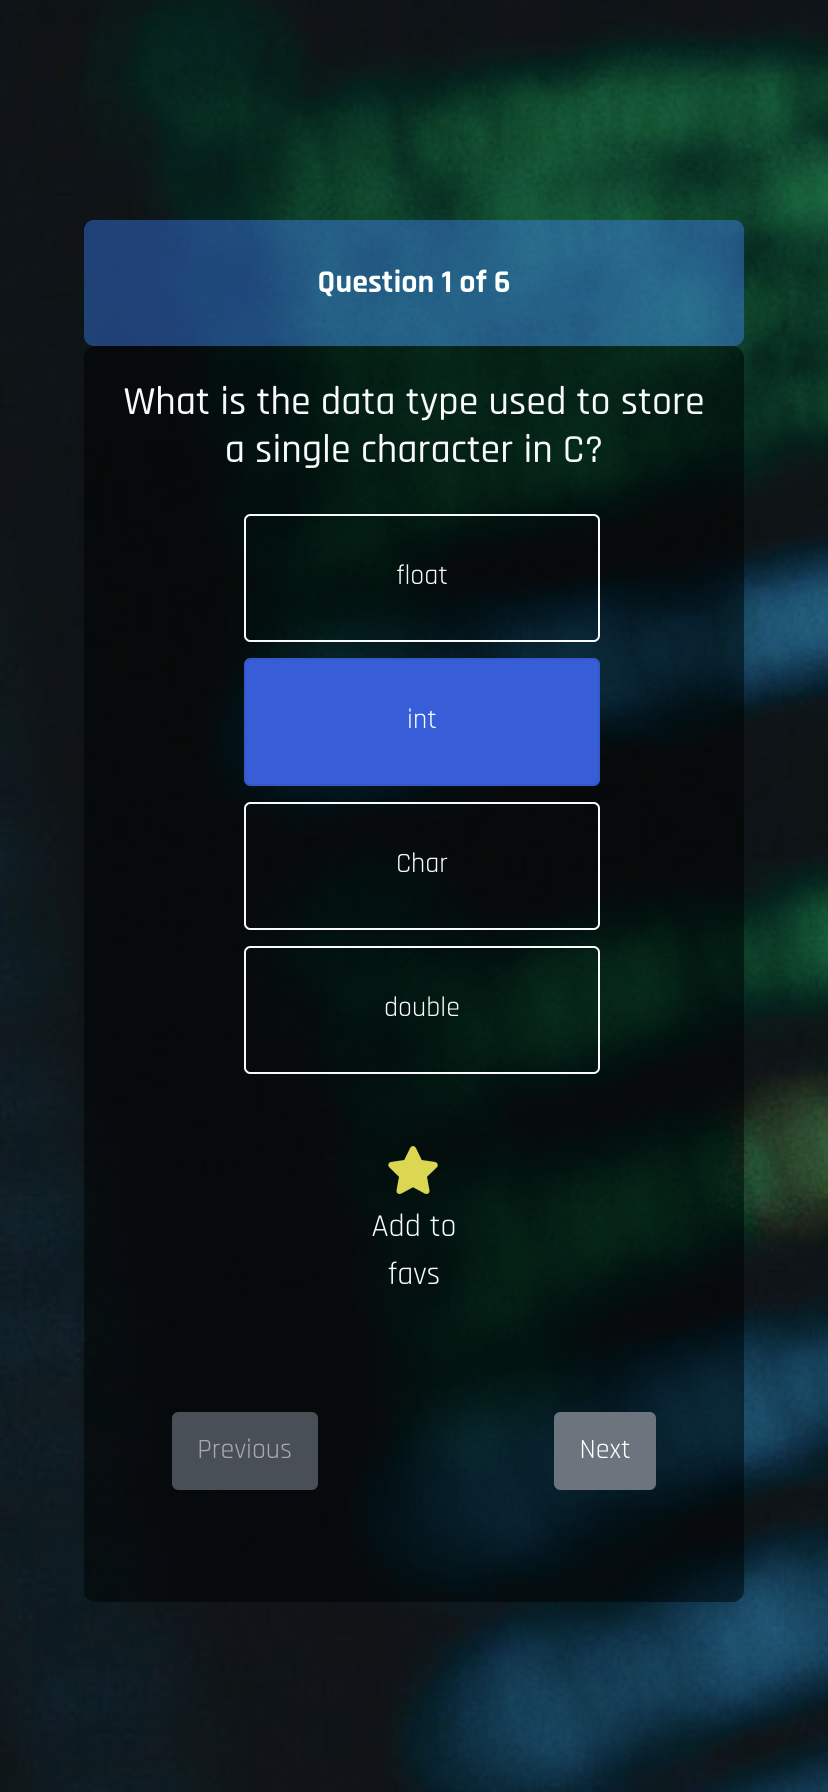 Question 1 of 6
What is the data type used to store
a single character in C?
float
int
Char
double
Add to
favs
Previous
Next